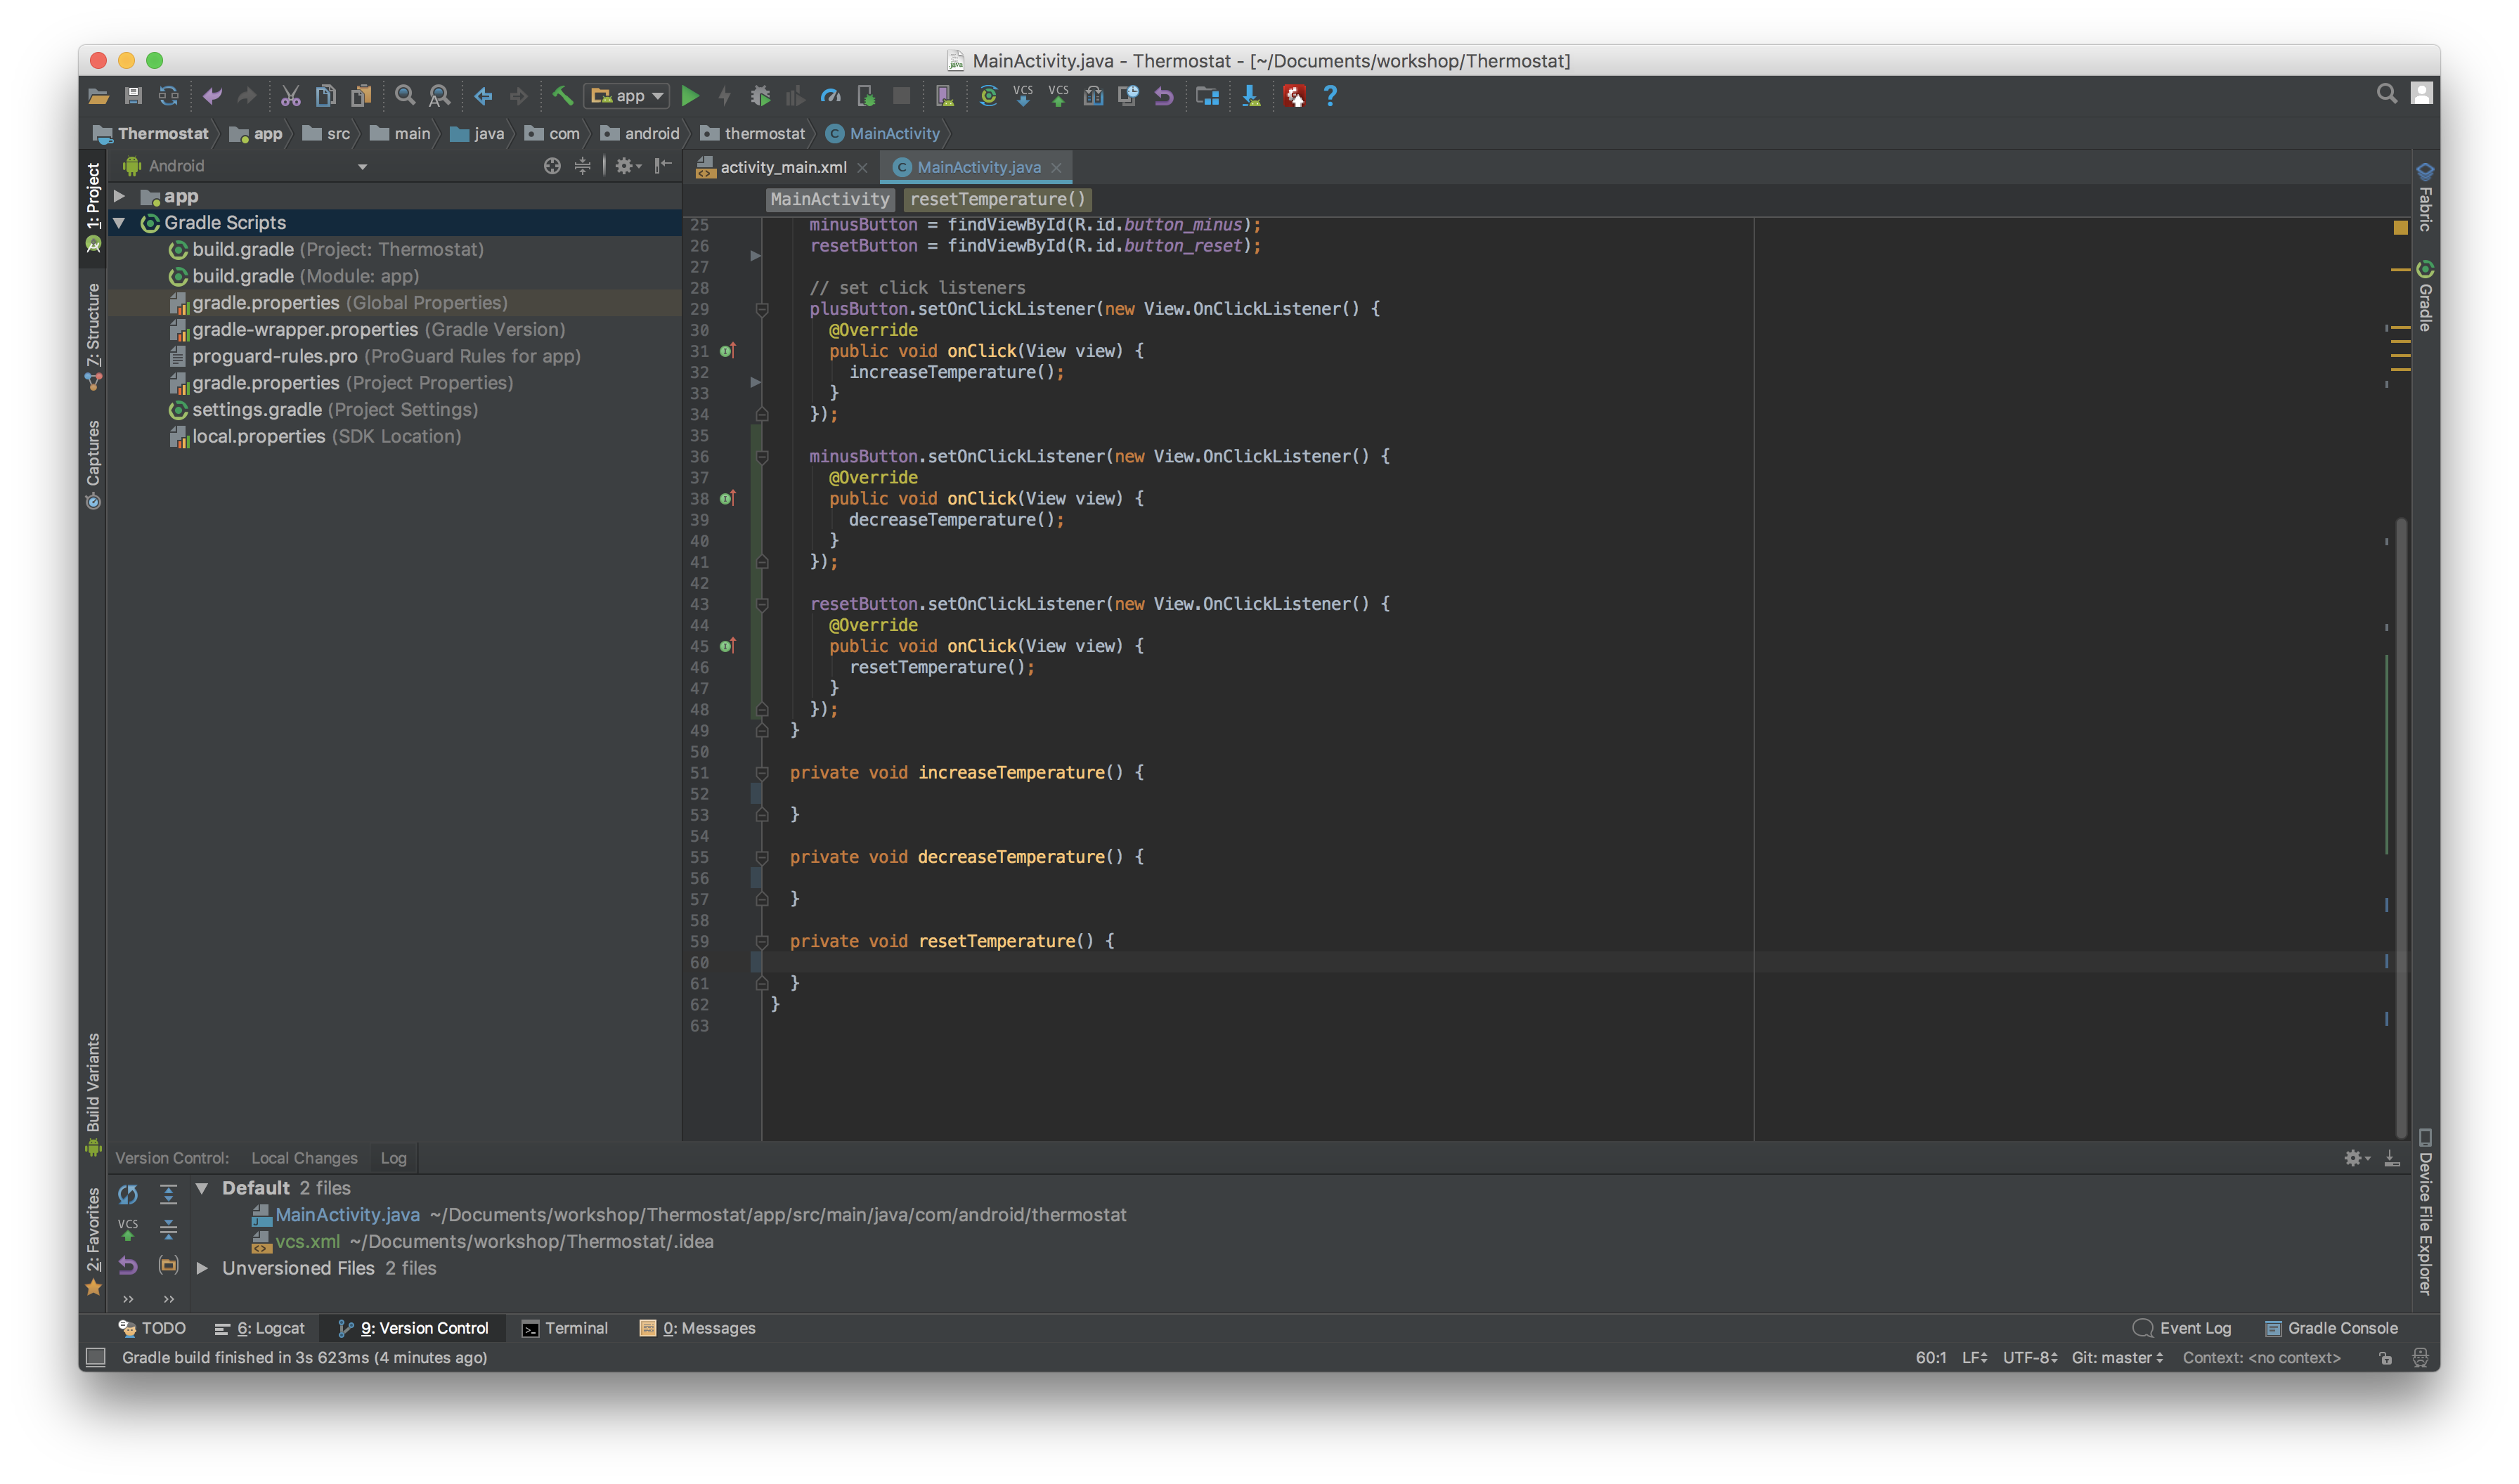 MainActivity.java - Thermostat - [~/Documents/workshop/Thermostat]
app
VCS VCS
Thermostat app src main java com android thermostat MainActivity
1: Project
7: Structure
Captures
Build Variants
2: Favorites
Android
app
Gradle Scripts
build.gradle (Project: Thermostat)
build.gradle (Module: app)
gradle.properties (Global Properties)
gradle-wrapper.properties (Gradle Version)
proguard-rules.pro (ProGuard Rules for app)
gradle.properties (Project Properties)
settings.gradle (Project Settings)
local.properties (SDK Location)
activity_main.xml MainActivity.java
MainActivity resetTemperature()
25 minusButton = findViewById(R.id.button_minus);
26 resetButton = findViewById(R.id.button_reset);
27
28 // set click listeners
29 plusButton.setOnClickListener(new View.OnClickListener() {
30 @Override
31 public void onClick(View view) {
32 increaseTemperature();
33 }
34 });
35
36 minusButton.setOnClickListener(new View.OnClickListener() {
37 @Override
38 public void onClick(View view) {
39 decreaseTemperature();
40 }
41 });
42
43 resetButton.setOnClickListener(new View.OnClickListener() {
44 @Override
45 public void onClick(View view) {
46 resetTemperature();
47 }
48 });
49 }
50
51 private void increaseTemperature() {
52
53 }
54
55 private void decreaseTemperature() {
56
57 }
58
59 private void resetTemperature() {
60
61 }
62 }
63
Fabric
Gradle
Device File Explorer
Version Control: Local Changes Log
Default 2 files
MainActivity.java ~/Documents/workshop/Thermostat/app/src/main/java/com/android/thermostat
VCS
vcs.xml ~/Documents/workshop/Thermostat/.idea
Unversioned Files 2 files
TODO 6: Logcat 9: Version Control Terminal 0: Messages Event Log Gradle Console
Gradle build finished in 3s 623ms (4 minutes ago) 60:1 LF UTF-8 Git: master Context: <no context>